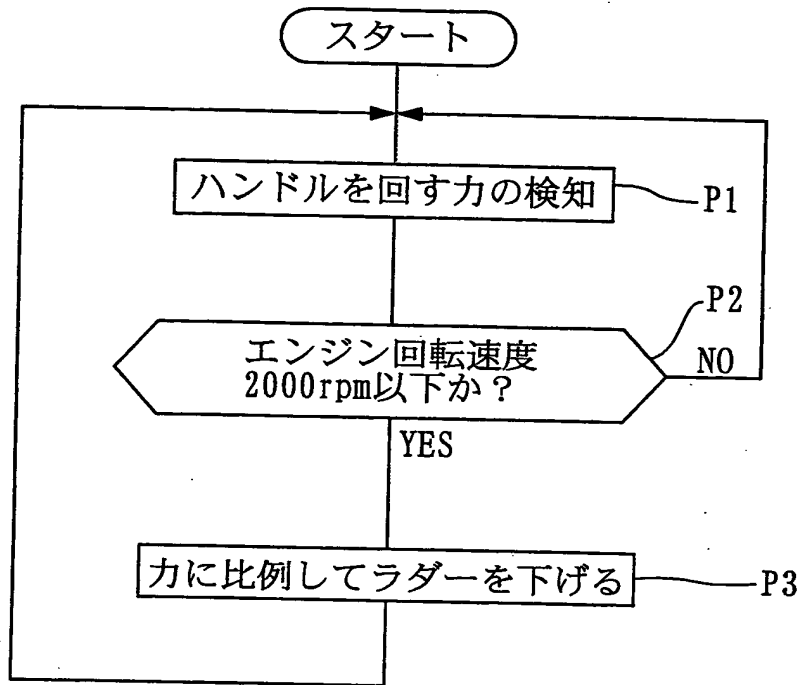 スタート
ハンドルを回す力の検知
P1
P2
エンジン回転速度
2000rpm以下か？
NO
YES
力に比例してラダーを下げる
P3